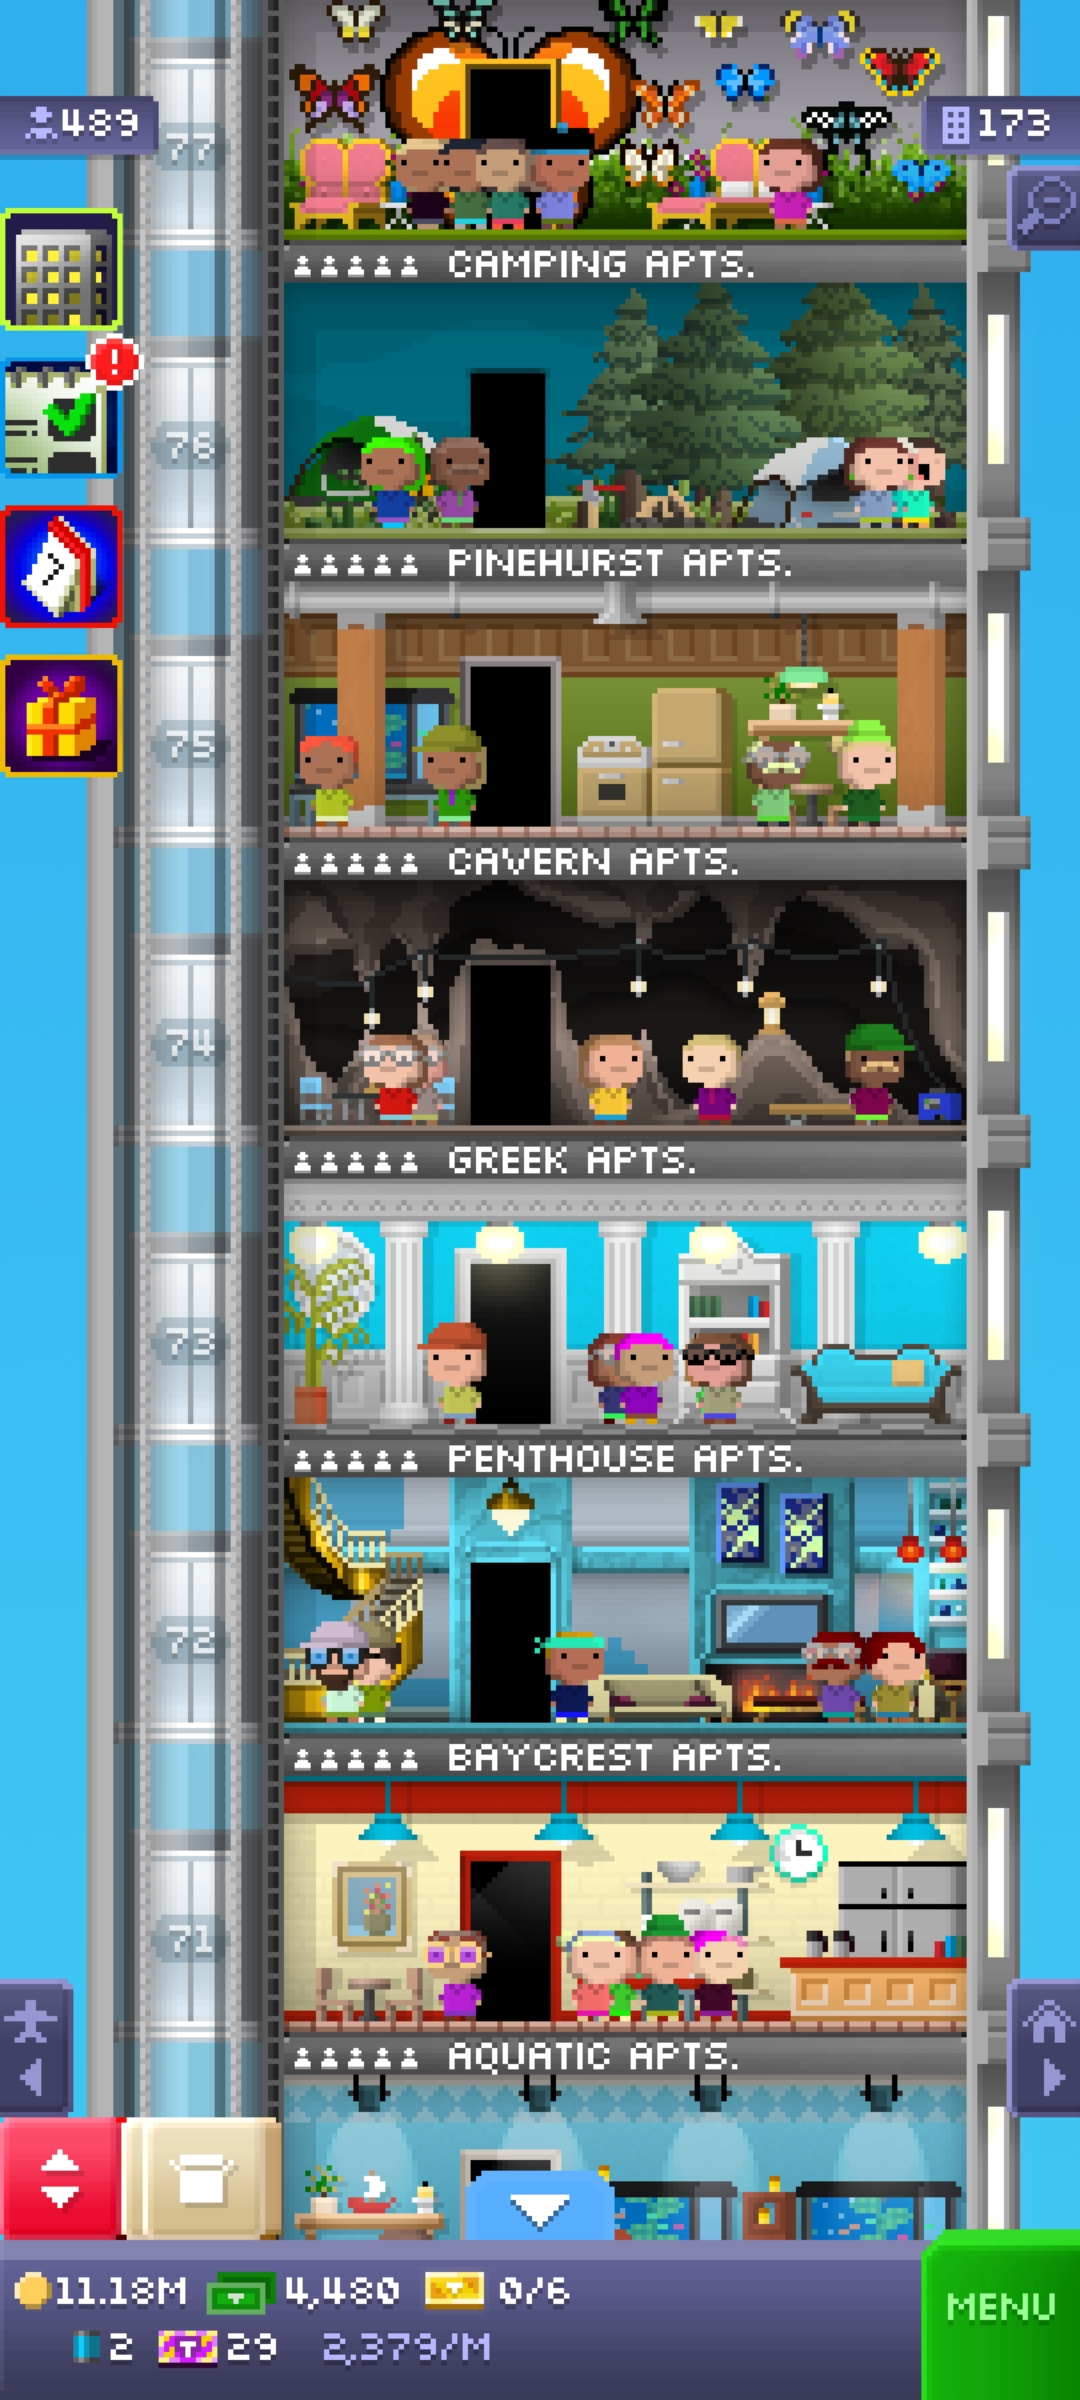 489
173
77
CAMPING APTS.
76
PINEHURST APTS.
75
CAVERN APTS.
74
GREEK APTS.
73
PENTHOUSE APTS.
72
BAYCREST APTS.
71
AQUATIC APTS.
11.18M 4,480 0/6
2 T 29 2,379/M
MENU